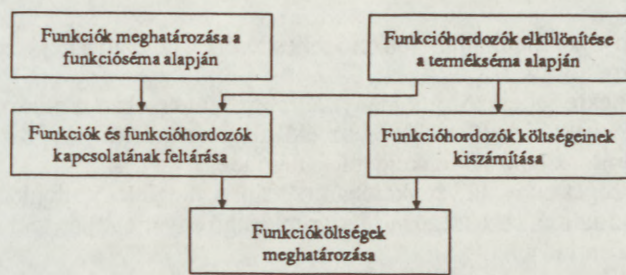 Funkciók meghatározása a
funkcióséma alapján
Funkcióhordozók elkülönítése
a termékséma alapján
Funkciók és funkcióhordozók
kapcsolatának feltárása
Funkcióhordozók költségeinek
kiszámítása
Funkcióköltségek
meghatározása